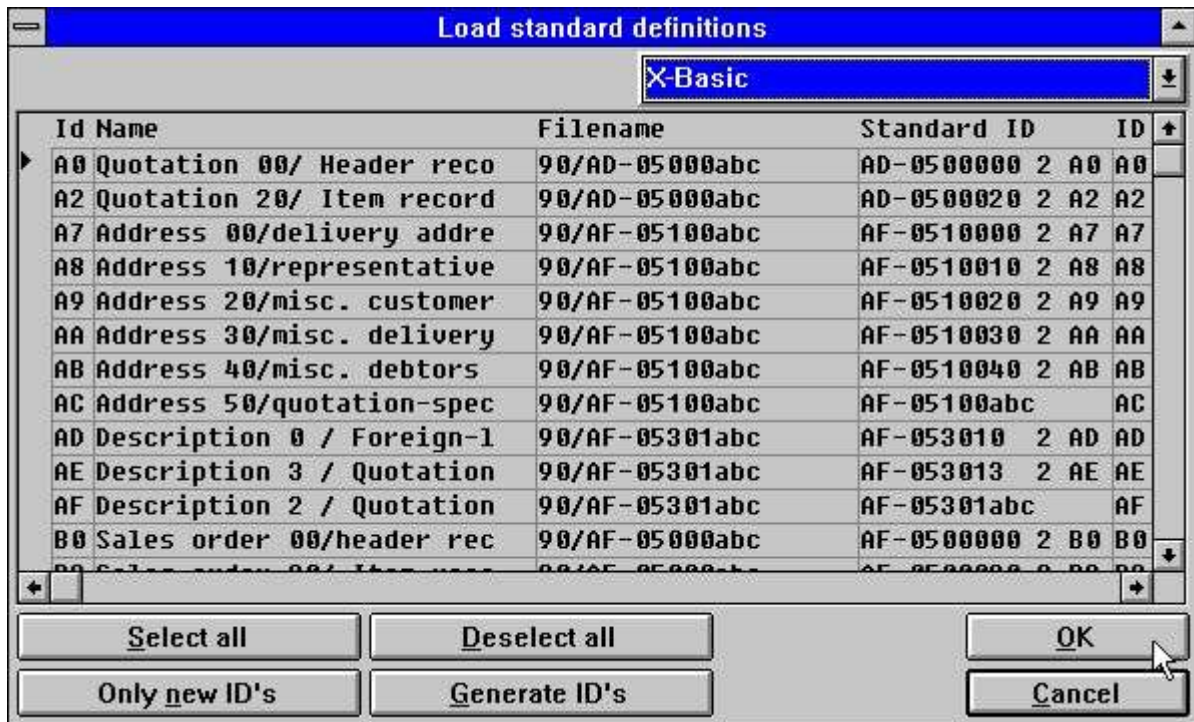 Load standard definitions
X-Basic
Id Name Filename Standard ID ID
A0 Quotation 00/ Header reco 90/AD-05000abc AD-0500000 2 A0 A0
A2 Quotation 20/ Item record 90/AD-05000abc AD-0500020 2 A2 A2
A7 Address 00/delivery addre 90/AF-05100abc AF-0510000 2 A7 A7
A8 Address 10/representative 90/AF-05100abc AF-0510010 2 A8 A8
A9 Address 20/misc. customer 90/AF-05100abc AF-0510020 2 A9 A9
AA Address 30/misc. delivery 90/AF-05100abc AF-0510030 2 AA AA
AB Address 40/misc. debtors 90/AF-05100abc AF-0510040 2 AB AB
AC Address 50/quotation-spec 90/AF-05100abc AF-05100abc AC
AD Description 0 / Foreign-l 90/AF-05301abc AF-053010 2 AD AD
AE Description 3 / Quotation 90/AF-05301abc AF-053013 2 AE AE
AF Description 2 / Quotation 90/AF-05301abc AF-05301abc AF
B0 Sales order 00/header rec 90/AF-05000abc AF-0500000 2 B0 B0
Select all Deselect all OK
Only new ID's Generate ID's Cancel